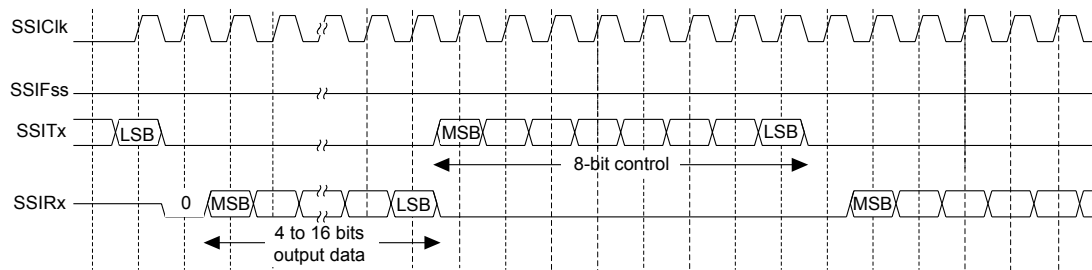 SSIClk
SSIFss
SSITx
LSB
MSB
LSB
8-bit control
SSIRx
0
MSB
LSB
MSB
4 to 16 bits
output data